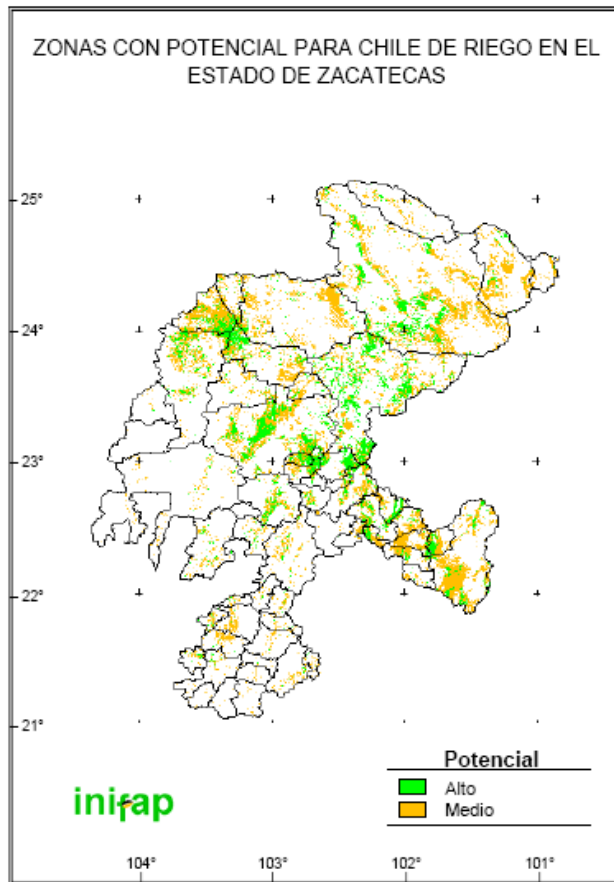 ZONAS CON POTENCIAL PARA CHILE DE RIEGO EN EL
ESTADO DE ZACATECAS
25°
24°
23°
22°
21°
Potencial
Alto
Medio
inifap
104° 103° 102° 101°